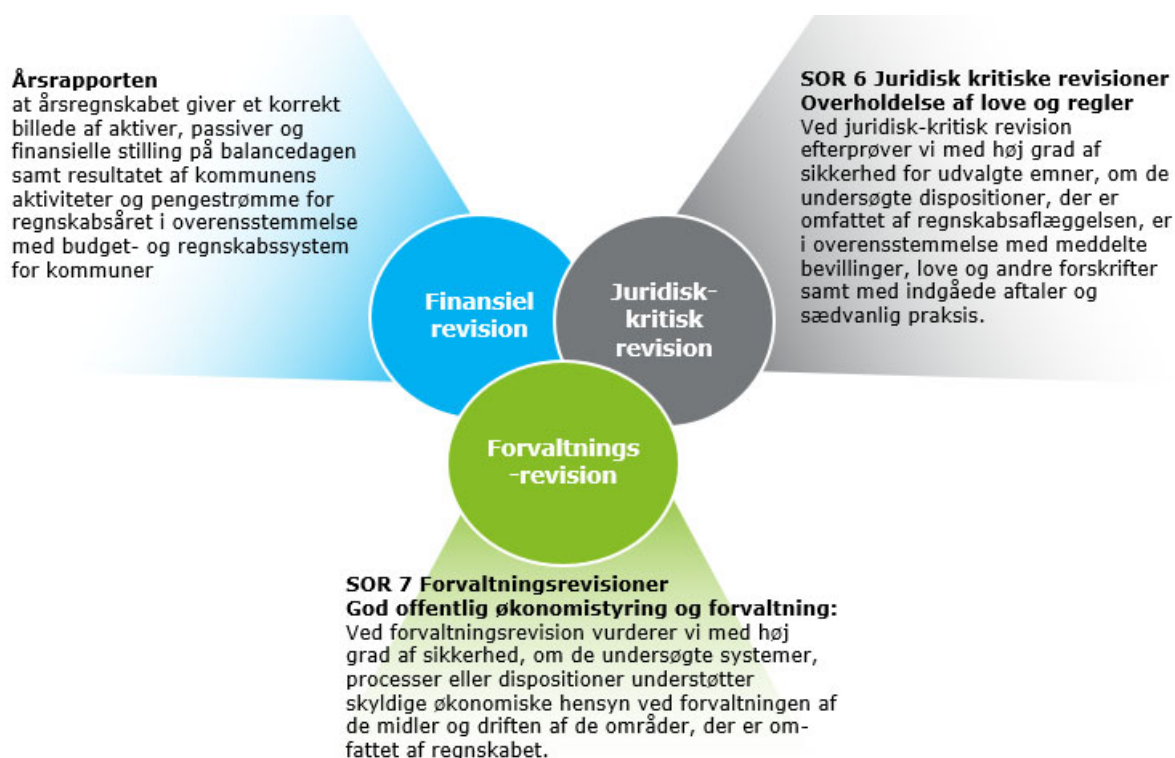 Årsrapporten
at årsregnskabet giver et korrekt
billede af aktiver, passiver og
finansielle stilling på balancedagen
samt resultatet af kommunens
aktiviteter og pengestrømme for
regnskabsåret i overensstemmelse
med budget- og regnskabssystem
for kommuner
SOR 6 Juridisk kritiske revisioner
Overholdelse af love og regler
Ved juridisk-kritisk revision
efterprøver vi med høj grad af
sikkerhed for udvalgte emner, om de
undersøgte dispositioner, der er
omfattet af regnskabsaflæggelsen, er
i overensstemmelse med meddelte
bevillinger, love og andre forskrifter
samt med indgåede aftaler og
sædvanlig praksis.
Finansiel
revision
Juridisk-
kritisk
revision
Forvaltnings
-revision
SOR 7 Forvaltningsrevisioner
God offentlig økonomistyring og forvaltning:
Ved forvaltningsrevision vurderer vi med høj
grad af sikkerhed, om de undersøgte systemer,
processer eller dispositioner understøtter
skyldige økonomiske hensyn ved forvaltningen af
de midler og driften af de områder, der er om-
fattet af regnskabet.